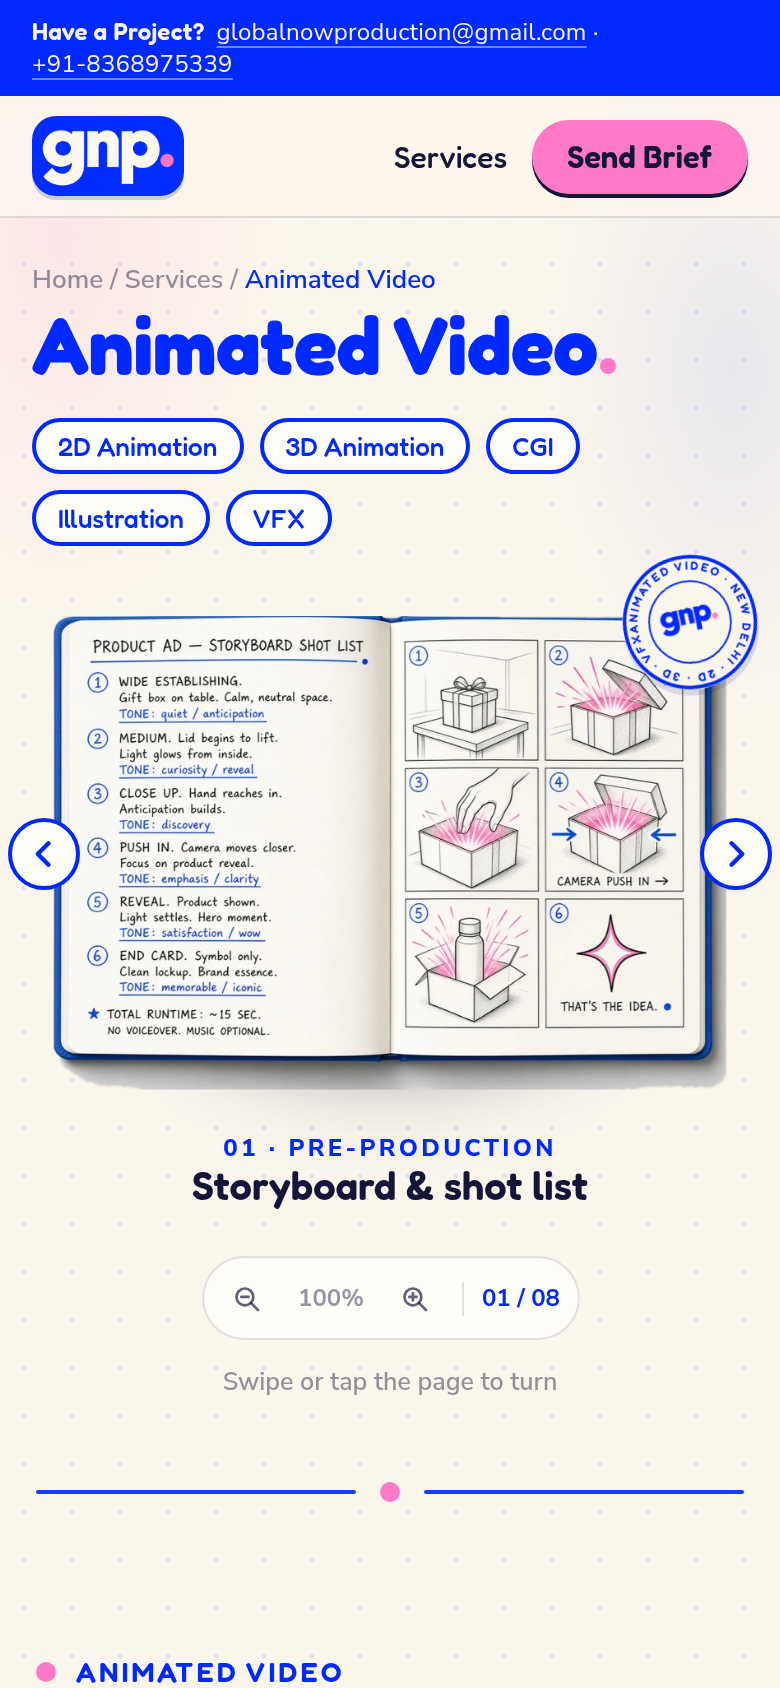 Have a Project? globalnowproduction@gmail.com ·
+91-8368975339
gnp.
Services
Send Brief
Home / Services / Animated Video
Animated Video.
2D Animation
3D Animation
CGI
Illustration
VFX
ANIMATED VIDEO · NEW DELHI · 2D · 3D · VFX
gnp.
PRODUCT AD — STORYBOARD SHOT LIST
1 WIDE ESTABLISHING.
Gift box on table. Calm, neutral space.
TONE: quiet / anticipation
2 MEDIUM. Lid begins to lift.
Light glows from inside.
TONE: curiosity / reveal
3 CLOSE UP. Hand reaches in.
Anticipation builds.
TONE: discovery
4 PUSH IN. Camera moves closer.
Focus on product reveal.
TONE: emphasis / clarity
5 REVEAL. Product shown.
Light settles. Hero moment.
TONE: satisfaction / wow
6 END CARD. Symbol only.
Clean lockup. Brand essence.
TONE: memorable / iconic
★ TOTAL RUNTIME: ~15 SEC.
NO VOICEOVER. MUSIC OPTIONAL.
1
2
3
4
CAMERA PUSH IN →
5
6
THAT'S THE IDEA.
01 · PRE-PRODUCTION
Storyboard & shot list
100%
01 / 08
Swipe or tap the page to turn
ANIMATED VIDEO